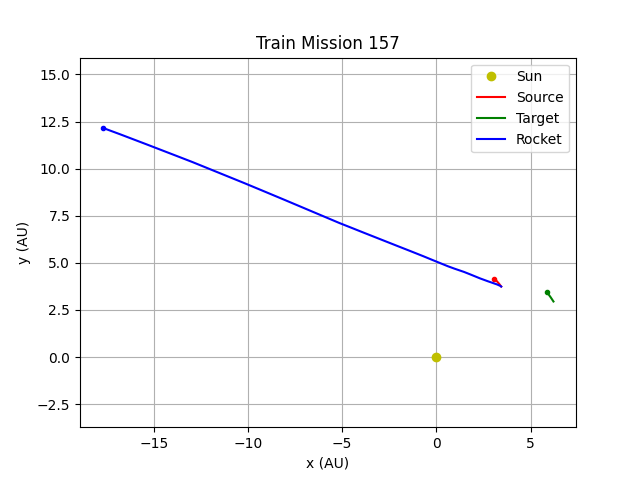 Train Mission 157
Sun
Source
Target
Rocket
15.0
12.5
10.0
7.5
5.0
2.5
0.0
−2.5
y (AU)
−15
−10
−5
0
5
x (AU)